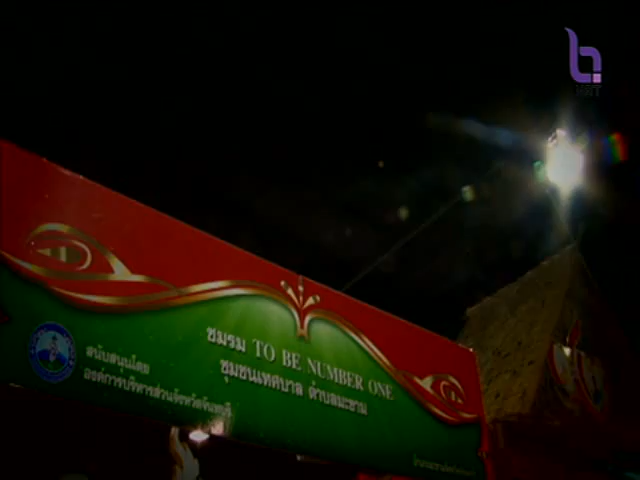 NBT
ชมรม TO BE NUMBER ONE
ชุมชนเทศบาล ตำบลมะขาม
สนับสนุนโดย
องค์การบริหารส่วนจังหวัดจันทบุรี